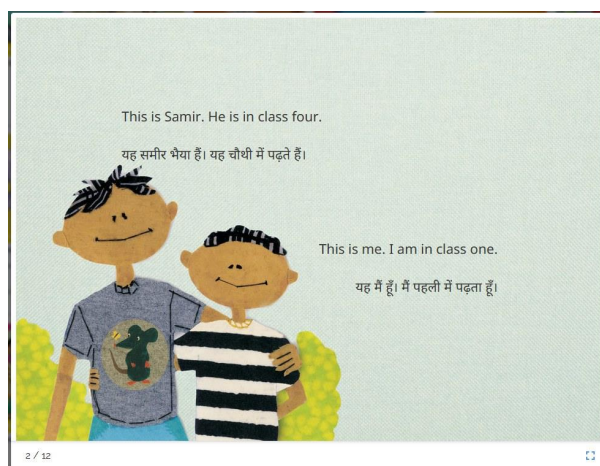 This is Samir. He is in class four.
यह समीर भैया हैं। यह चौथी में पढ़ते हैं।
This is me. I am in class one.
यह मैं हूँ। मैं पहली में पढ़ता हूँ।
2 / 12